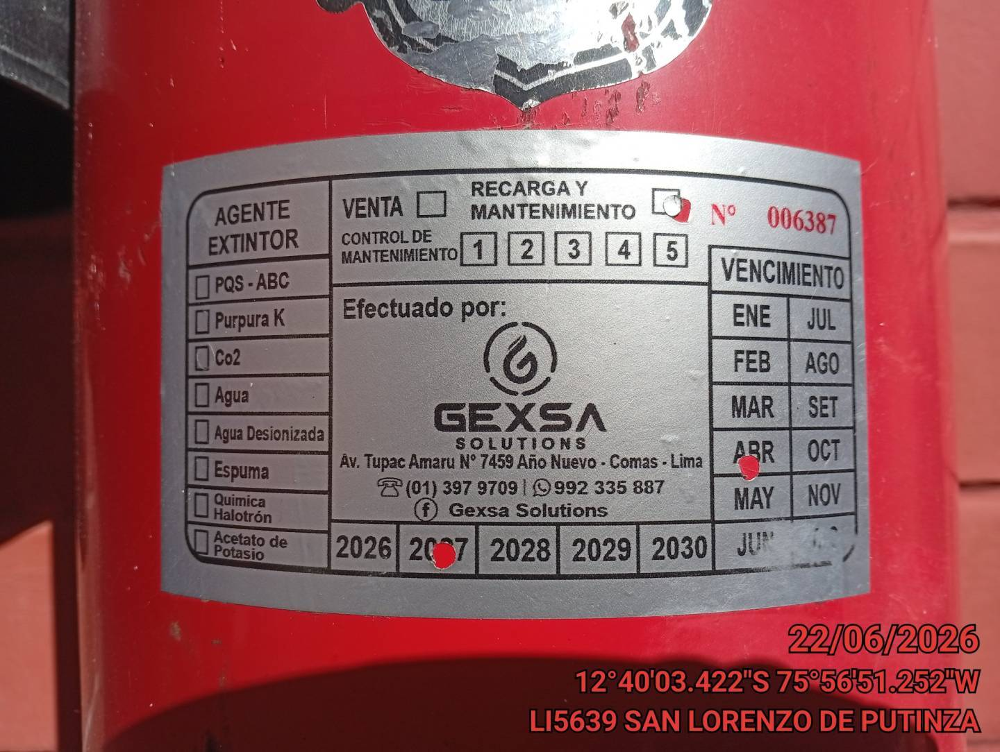 AGENTE
EXTINTOR
PQS - ABC
Purpura K
Co2
Agua
Agua Desionizada
Espuma
Quimica
Halotrón
Acetato de
Potasio
VENTA
RECARGA Y
MANTENIMIENTO
Nº 006387
CONTROL DE
MANTENIMIENTO
1 2 3 4 5
Efectuado por:
GEXSA
SOLUTIONS
Av. Tupac Amaru N° 7459 Año Nuevo - Comas - Lima
(01) 397 9709 | 992 335 887
f Gexsa Solutions
2026 2027 2028 2029 2030
VENCIMIENTO
ENE JUL
FEB AGO
MAR SET
ABR OCT
MAY NOV
JUN
22/06/2026
12°40'03.422"S 75°56'51.252"W
LI5639 SAN LORENZO DE PUTINZA